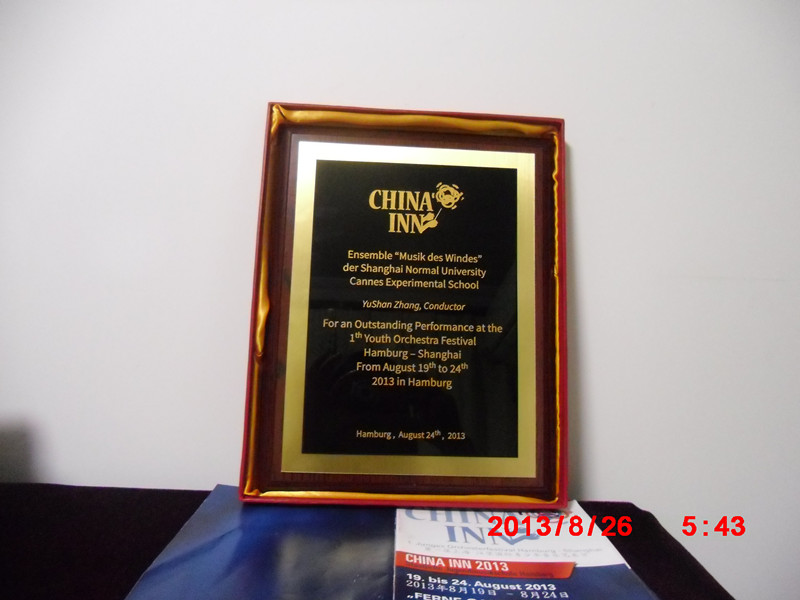 CHINA
INN
Ensemble “Musik des Windes”
der Shanghai Normal University
Cannes Experimental School
YuShan Zhang, Conductor
For an Outstanding Performance at the
1th Youth Orchestra Festival
Hamburg – Shanghai
From August 19th to 24th
2013 in Hamburg
Hamburg , August 24th , 2013
2013/8/26 5:43
CHINA
INN
CHINA INN 2013
19. bis 24. August 2013
2013年8月19日 - 8月24日
„FERNE